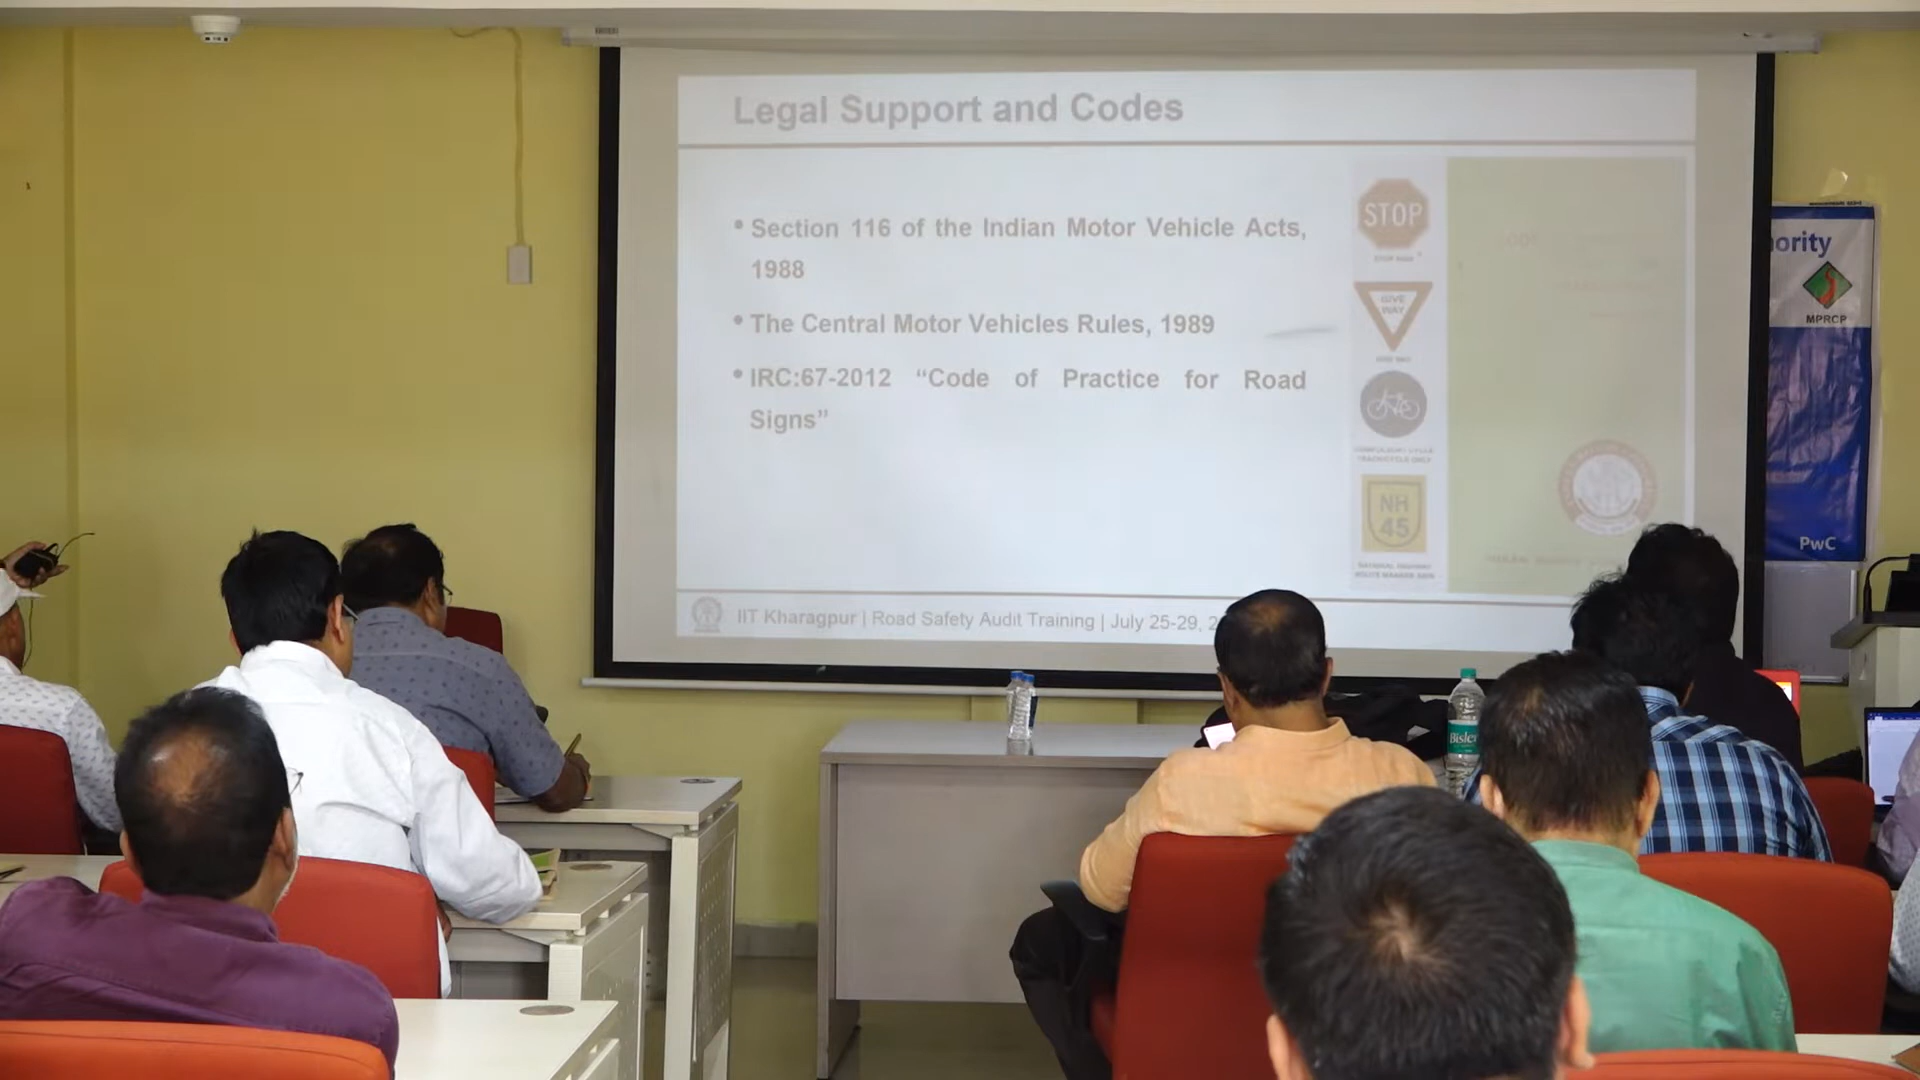 Legal Support and Codes
• Section 116 of the Indian Motor Vehicle Acts,
1988
• The Central Motor Vehicles Rules, 1989
• IRC:67-2012 “Code of Practice for Road
Signs”
STOP
GIVE
WAY
NH
45
IIT Kharagpur | Road Safety Audit Training | July 25-29, 2
ority
MPRCP
PwC
Bisler